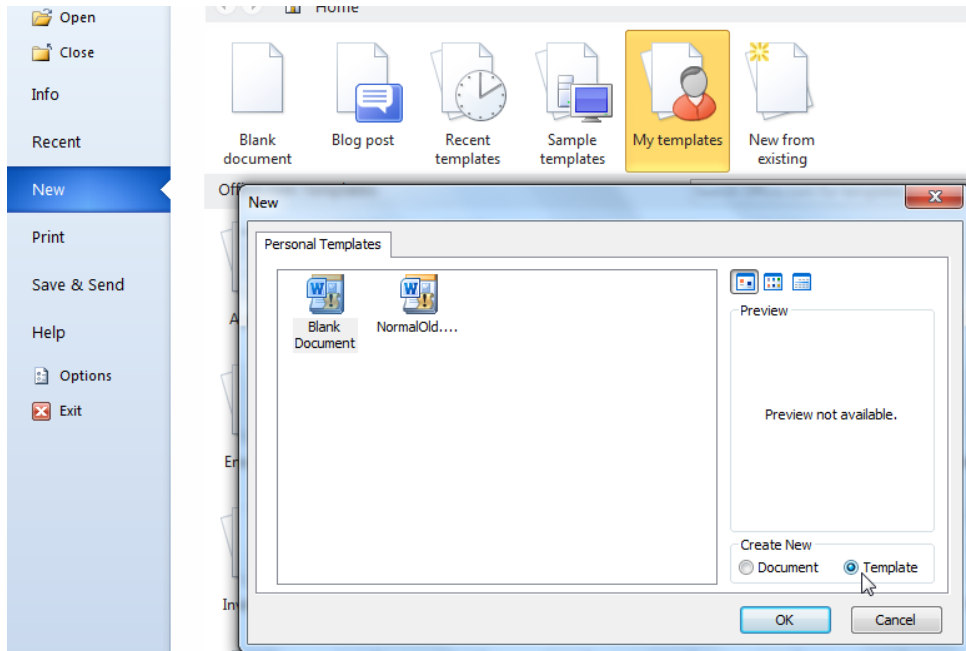 Open
Home
Close
Info
Recent
New
Print
Save & Send
Help
Options
Exit
Blank
document
Blog post
Recent
templates
Sample
templates
My templates
New from
existing
New
Personal Templates
Blank
Document
NormalOld....
Preview
Preview not available.
Create New
Document
Template
OK
Cancel